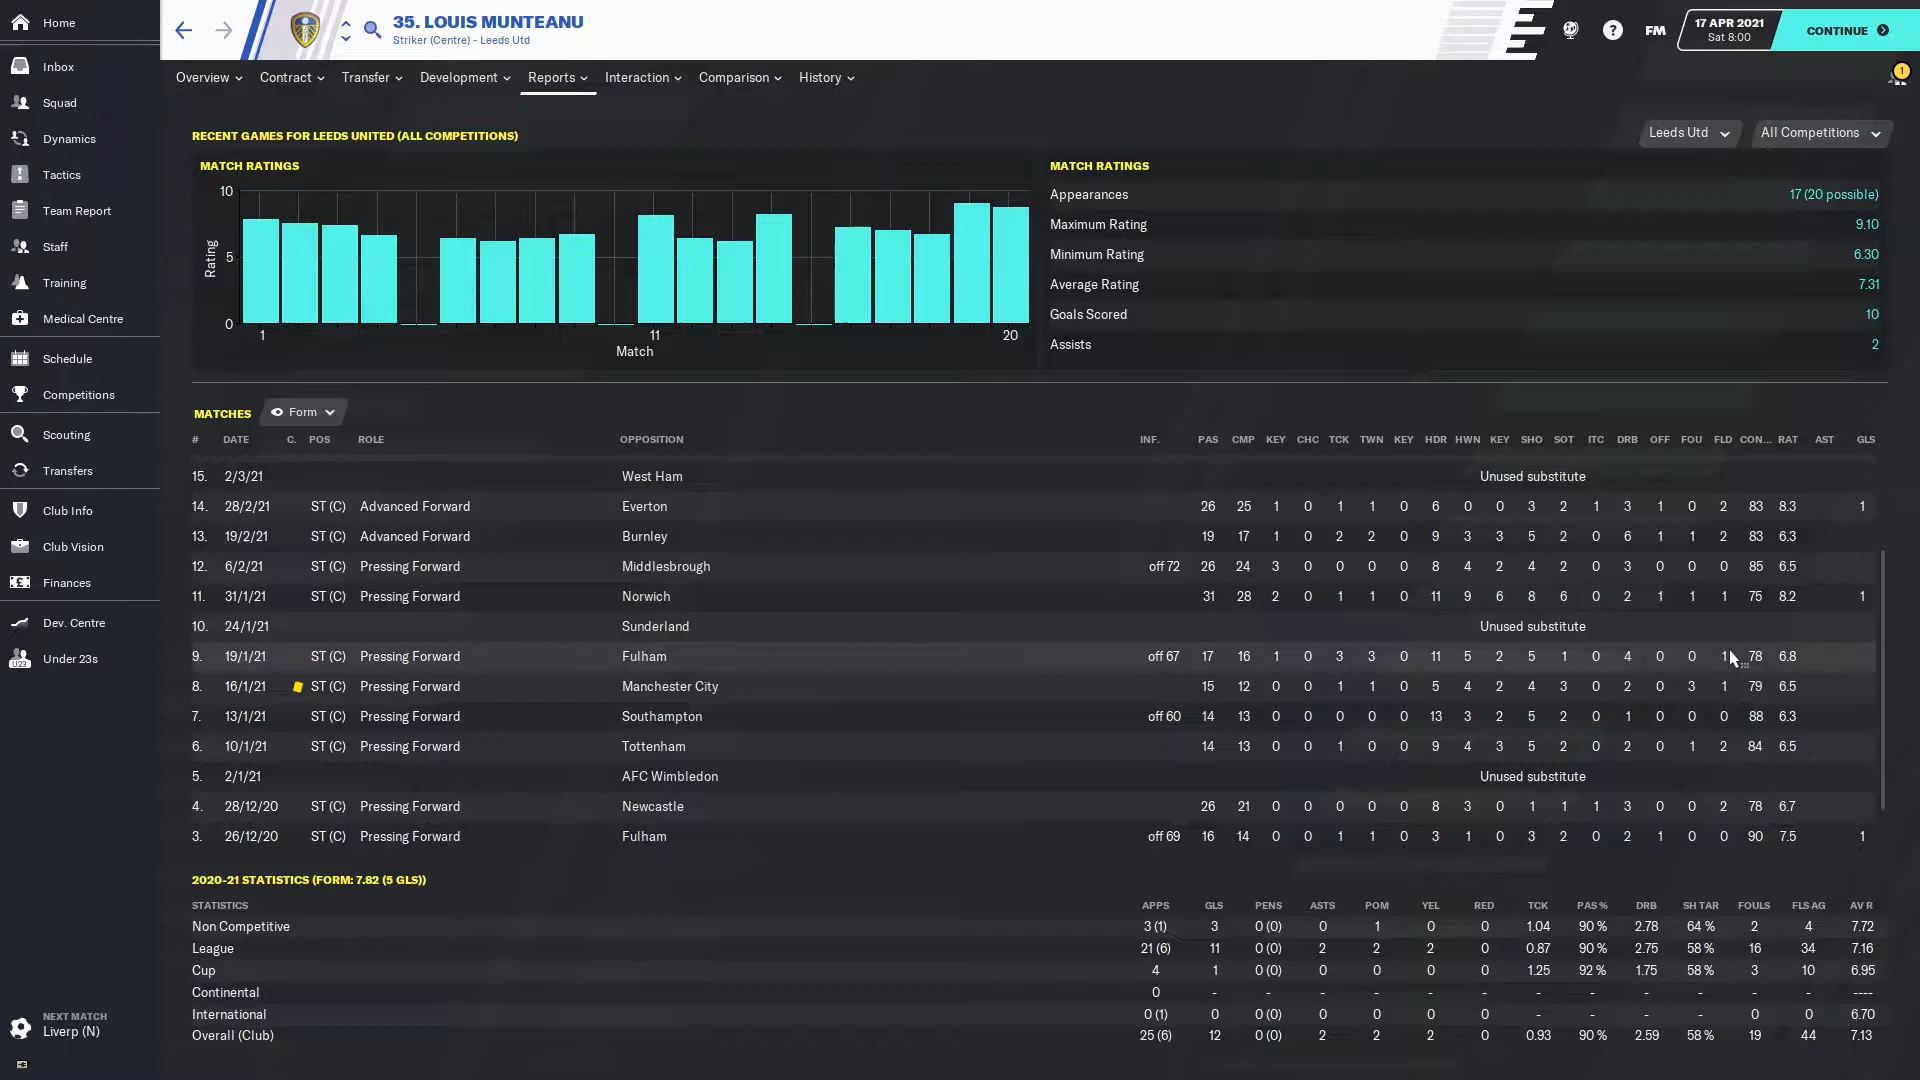 Home
Inbox
Squad
Dynamics
Tactics
Team Report
Staff
Training
Medical Centre
Schedule
Competitions
Scouting
Transfers
Club Info
Club Vision
Finances
Dev. Centre
U23 Under 23s
NEXT MATCH
Liverp (N)
35. LOUIS MUNTEANU
Striker (Centre) - Leeds Utd
? FM 17 APR 2021 CONTINUE
Sat 8:00
Overview Contract Transfer Development Reports Interaction Comparison History 1
RECENT GAMES FOR LEEDS UNITED (ALL COMPETITIONS) Leeds Utd All Competitions
MATCH RATINGS
10
5
0
Rating
1 11 20
Match
MATCH RATINGS
Appearances 17 (20 possible)
Maximum Rating 9.10
Minimum Rating 6.30
Average Rating 7.31
Goals Scored 10
Assists 2
MATCHES Form
# DATE C. POS ROLE OPPOSITION INF. PAS CMP KEY CHC TCK TWN KEY HDR HWN KEY SHO SOT ITC DRB OFF FOU FLD CON... RAT AST GLS
15. 2/3/21 West Ham Unused substitute
14. 28/2/21 ST (C) Advanced Forward Everton 26 25 1 0 1 1 0 6 0 0 3 2 1 3 1 0 2 83 8.3 1
13. 19/2/21 ST (C) Advanced Forward Burnley 19 17 1 0 2 2 0 9 3 3 5 2 0 6 1 1 2 83 6.3
12. 6/2/21 ST (C) Pressing Forward Middlesbrough off 72 26 24 3 0 0 0 0 8 4 2 4 2 0 3 0 0 0 85 6.5
11. 31/1/21 ST (C) Pressing Forward Norwich 31 28 2 0 1 1 0 11 9 6 8 6 0 2 1 1 1 75 8.2 1
10. 24/1/21 Sunderland Unused substitute
9. 19/1/21 ST (C) Pressing Forward Fulham off 67 17 16 1 0 3 3 0 11 5 2 5 1 0 4 0 0 1 78 6.8
8. 16/1/21 ST (C) Pressing Forward Manchester City 15 12 0 0 1 1 0 5 4 2 4 3 0 2 0 3 1 79 6.5
7. 13/1/21 ST (C) Pressing Forward Southampton off 60 14 13 0 0 0 0 0 13 3 2 5 2 0 1 0 0 0 88 6.3
6. 10/1/21 ST (C) Pressing Forward Tottenham 14 13 0 0 1 0 0 9 4 3 5 2 0 2 0 1 2 84 6.5
5. 2/1/21 AFC Wimbledon Unused substitute
4. 28/12/20 ST (C) Pressing Forward Newcastle 26 21 0 0 0 0 0 8 3 0 1 1 1 3 0 0 2 78 6.7
3. 26/12/20 ST (C) Pressing Forward Fulham off 69 16 14 0 0 1 1 0 3 1 0 3 2 0 2 1 0 0 90 7.5 1
2020-21 STATISTICS (FORM: 7.82 (5 GLS))
STATISTICS APPS GLS PENS ASTS POM YEL RED TCK PAS % DRB SH TAR FOULS FLS AG AV R
Non Competitive 3 (1) 3 0 (0) 0 1 0 0 1.04 90 % 2.78 64 % 2 4 7.72
League 21 (6) 11 0 (0) 2 2 2 0 0.87 90 % 2.75 58 % 16 34 7.16
Cup 4 1 0 (0) 0 0 0 0 1.25 92 % 1.75 58 % 3 10 6.95
Continental 0 - - - - - - - - - - - - ----
International 0 (1) 0 0 (0) 0 0 0 0 - - - - 0 0 6.70
Overall (Club) 25 (6) 12 0 (0) 2 2 2 0 0.93 90 % 2.59 58 % 19 44 7.13